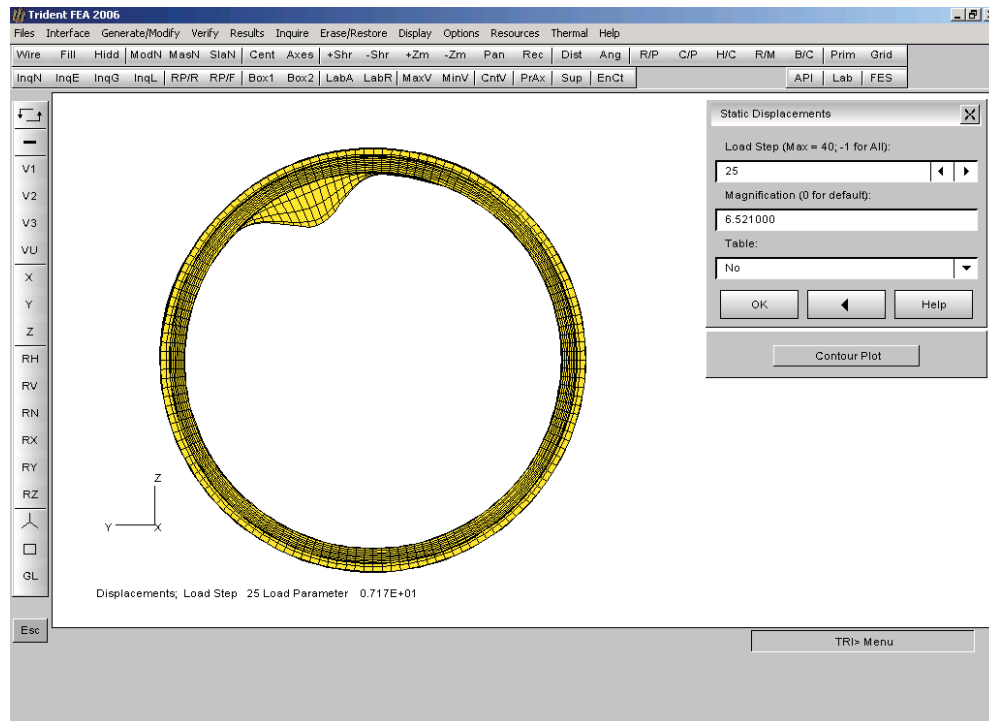 Trident FEA 2006
Files Interface Generate/Modify Verify Results Inquire Erase/Restore Display Options Resources Thermal Help
Wire Fill Hidd ModN MasN SlaN Cent Axes +Shr -Shr +Zm -Zm Pan Rec Dist Ang R/P C/P H/C R/M B/C Prim Grid
InqN InqE InqG InqL RP/R RP/F Box1 Box2 LabA LabR MaxV MinV CntV PrAx Sup EnCt API Lab FES
Static Displacements
Load Step (Max = 40; -1 for All):
25
Magnification (0 for default):
6.521000
Table:
No
OK Help
Contour Plot
V1
V2
V3
VU
X
Y
Z
RH
RV
RN
RX
RY
RZ
GL
Esc
Z
Y X
Displacements; Load Step 25 Load Parameter 0.717E+01
TRI> Menu